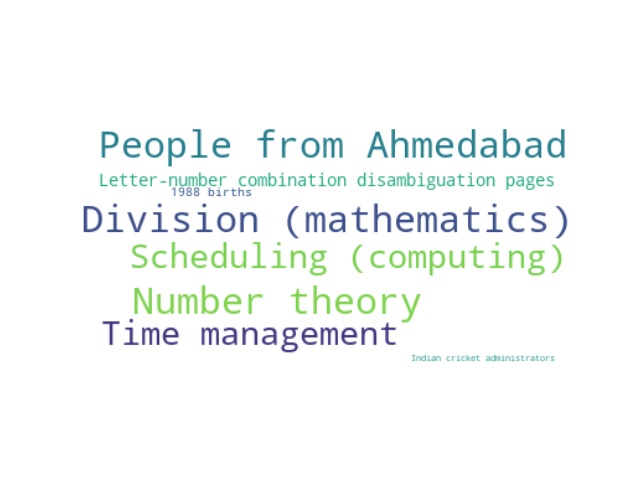 People from Ahmedabad
Letter-number combination disambiguation pages
1988 births
Division (mathematics)
Scheduling (computing)
Number theory
Time management
Indian cricket administrators